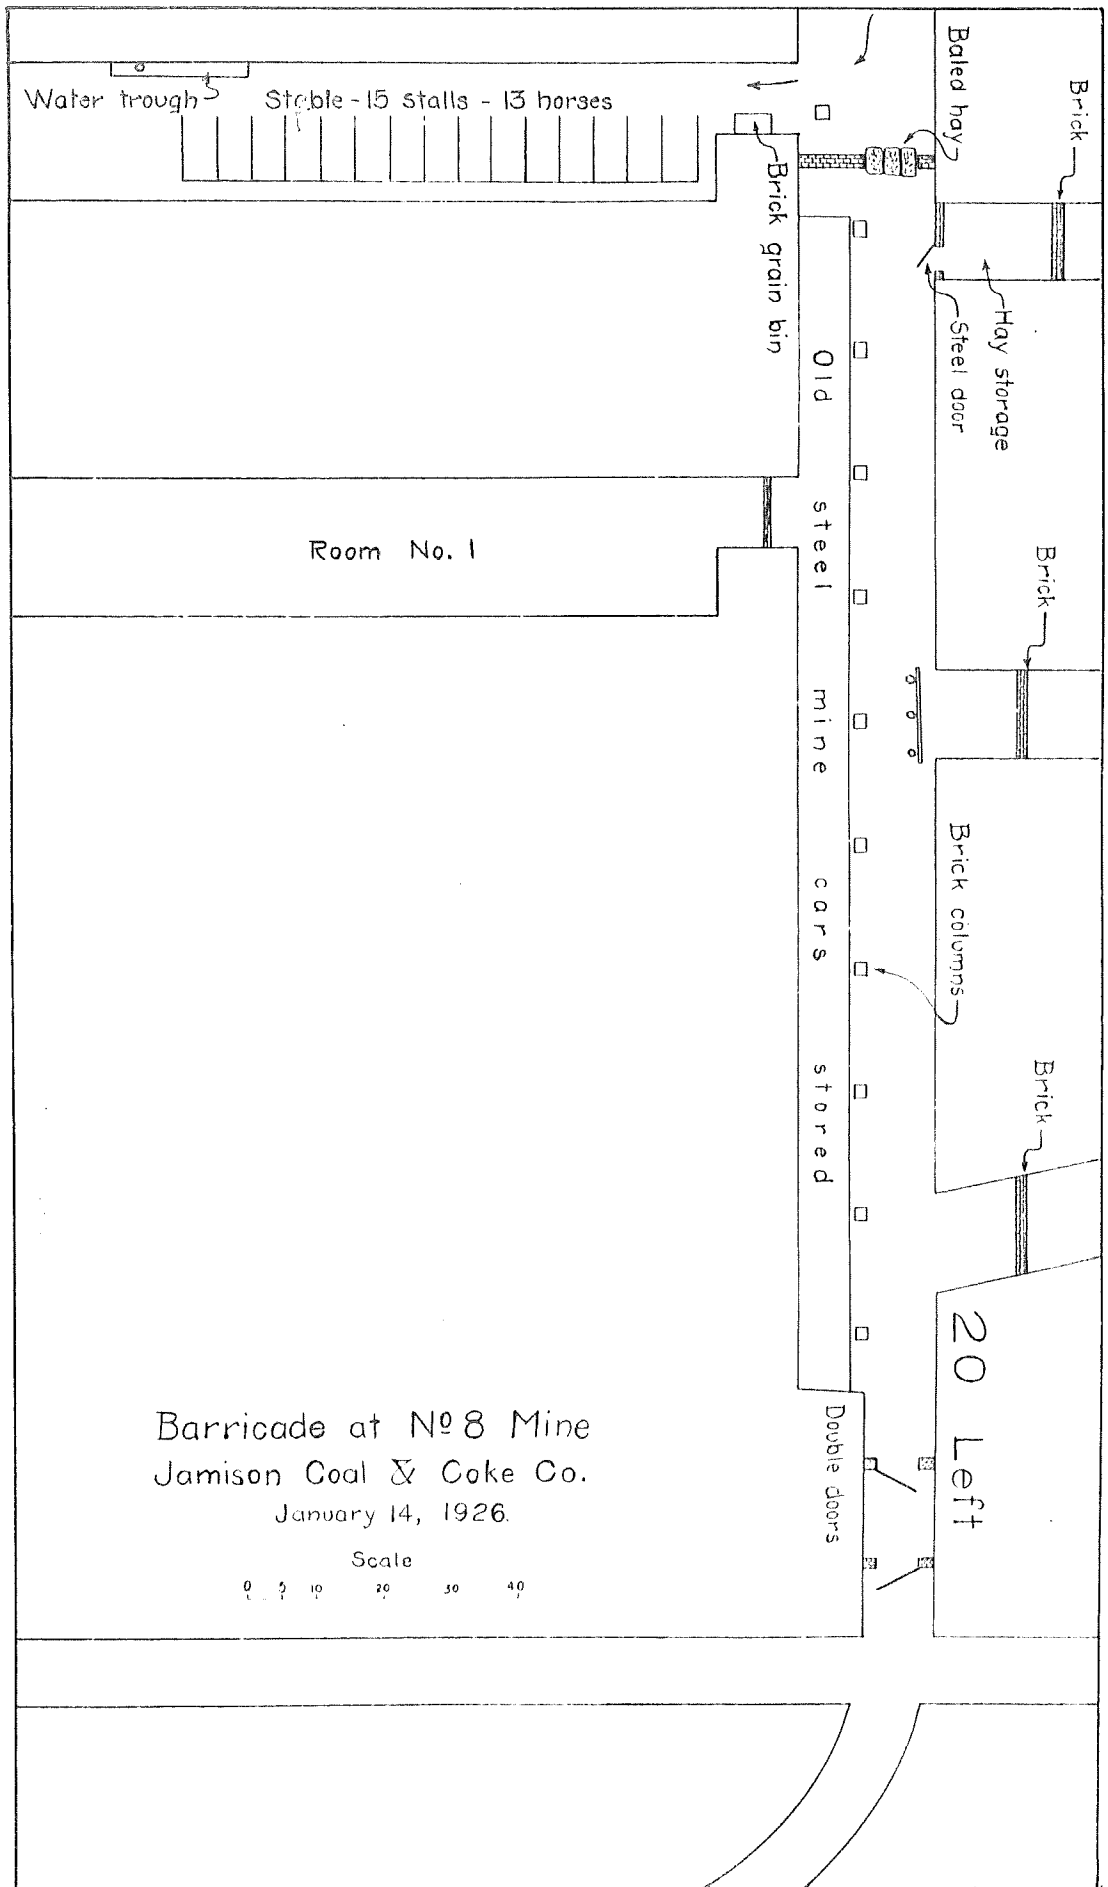 Water trough
Stable - 15 stalls - 13 horses
Baled hay
Brick
Brick grain bin
Hay storage
Steel door
Old steel mine cars stored
Room No. 1
Brick
Brick columns
Brick
20 Left
Double doors
Barricade at Nº 8 Mine
Jamison Coal & Coke Co.
January 14, 1926.
Scale
0 5 10 20 30 40